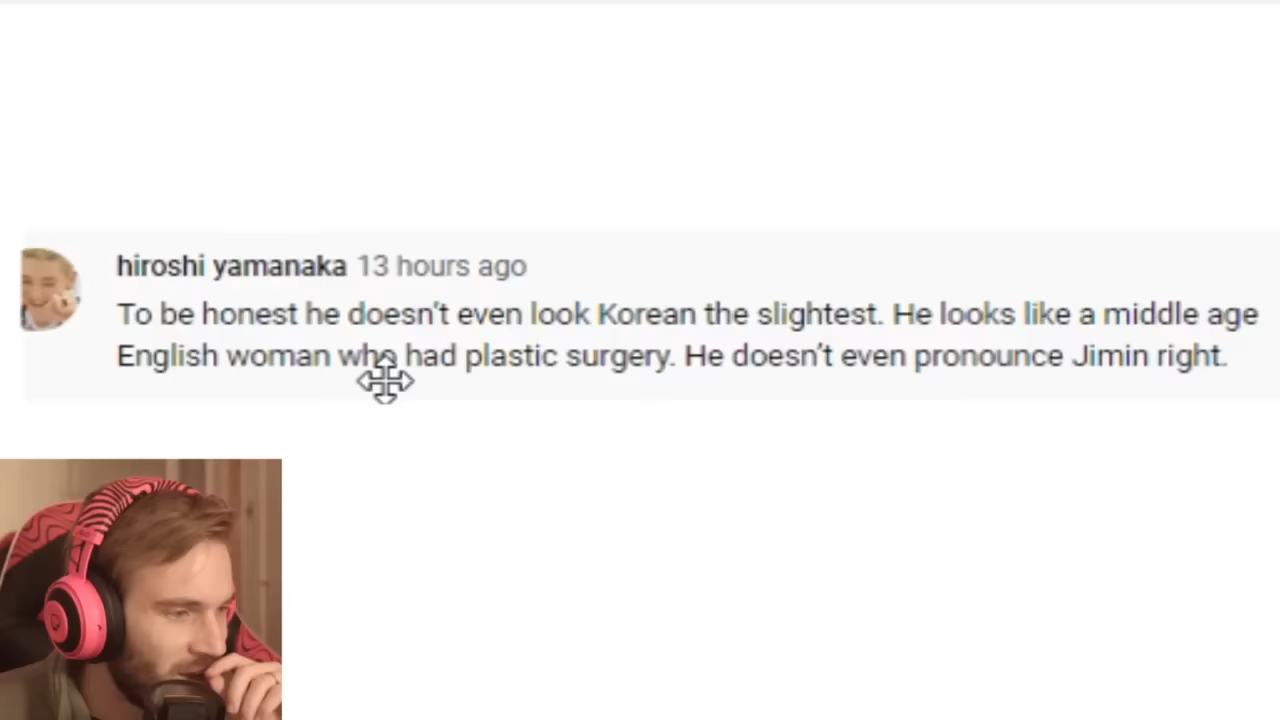 hiroshi yamanaka 13 hours ago
To be honest he doesn't even look Korean the slightest. He looks like a middle age
English woman who had plastic surgery. He doesn't even pronounce Jimin right.